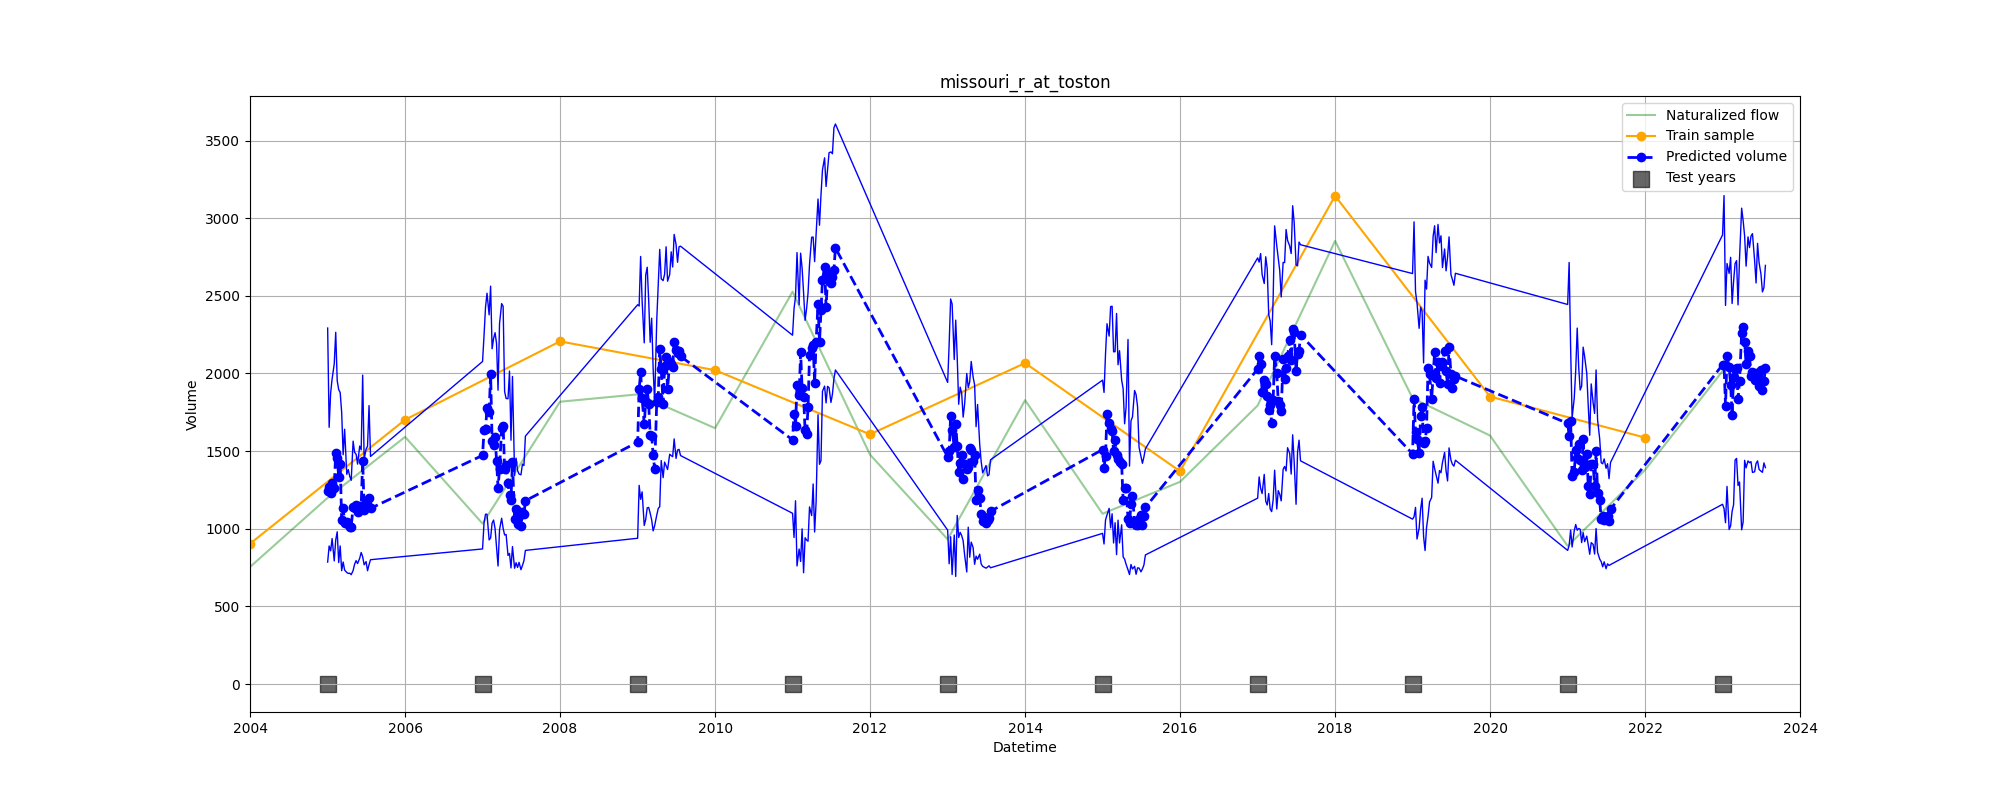 missouri_r_at_toston
Naturalized flow
Train sample
Predicted volume
Test years
3500
3000
2500
2000
1500
1000
500
0
Volume
2004 2006 2008 2010 2012 2014 2016 2018 2020 2022 2024
Datetime